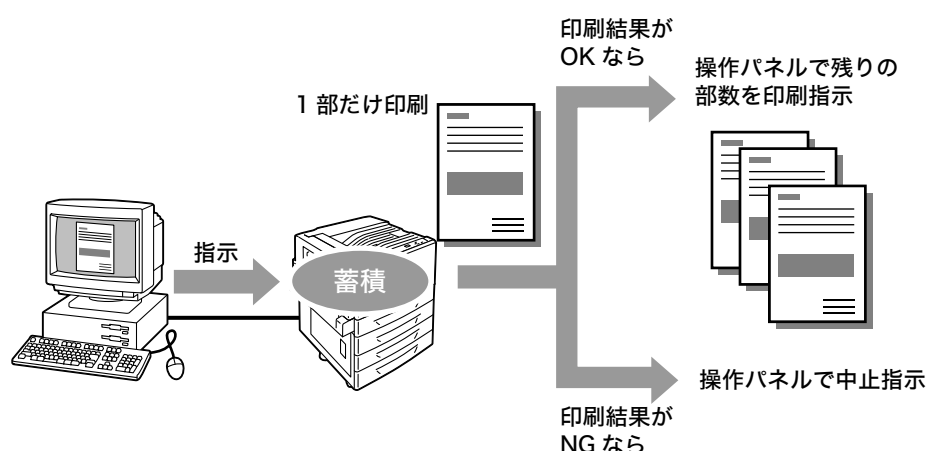 印刷結果が
OK なら
操作パネルで残りの
部数を印刷指示
1 部だけ印刷
指示
蓄積
操作パネルで中止指示
印刷結果が
NG なら